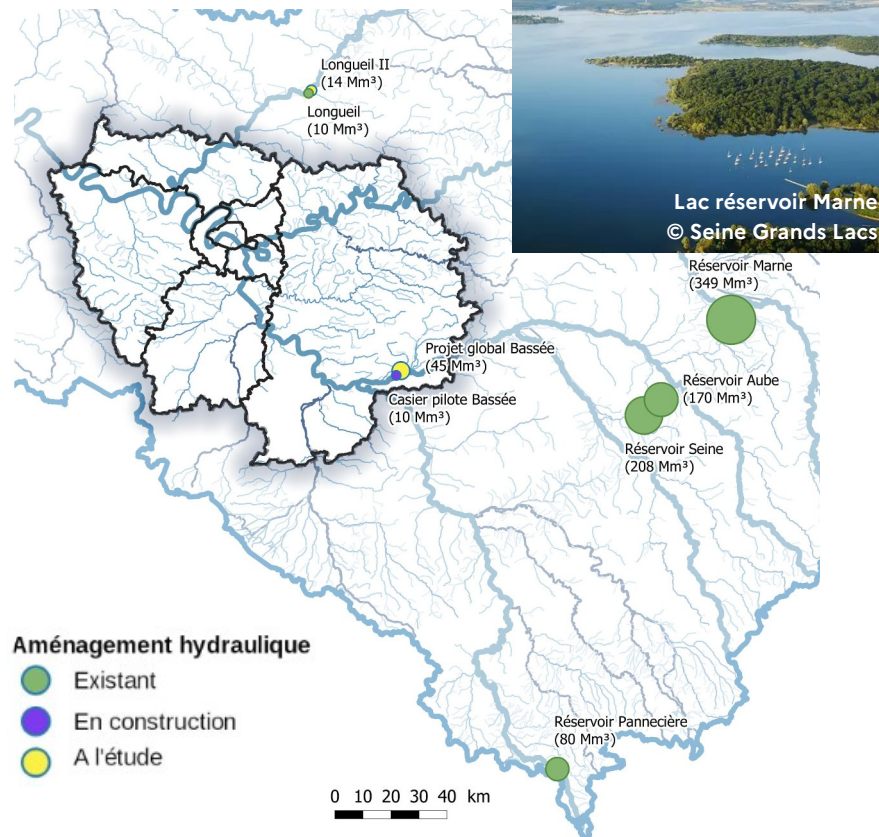 Longueil II
(14 Mm³)
Longueil
(10 Mm³)
Lac réservoir Marne
© Seine Grands Lacs
Réservoir Marne
(349 Mm³)
Projet global Bassée
(45 Mm³)
Casier pilote Bassée
(10 Mm³)
Réservoir Aube
(170 Mm³)
Réservoir Seine
(208 Mm³)
Aménagement hydraulique
Existant
En construction
A l'étude
Réservoir Pannecière
(80 Mm³)
0 10 20 30 40 km